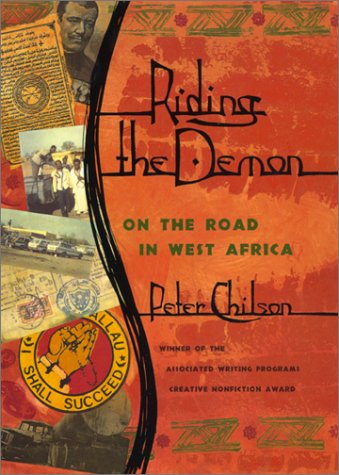 Riding
the Demon
ON THE ROAD
IN WEST AFRICA
Peter Chilson
WINNER OF THE
ASSOCIATED WRITING PROGRAMS
CREATIVE NONFICTION AWARD
ALLAU
I SHALL SUCCEED